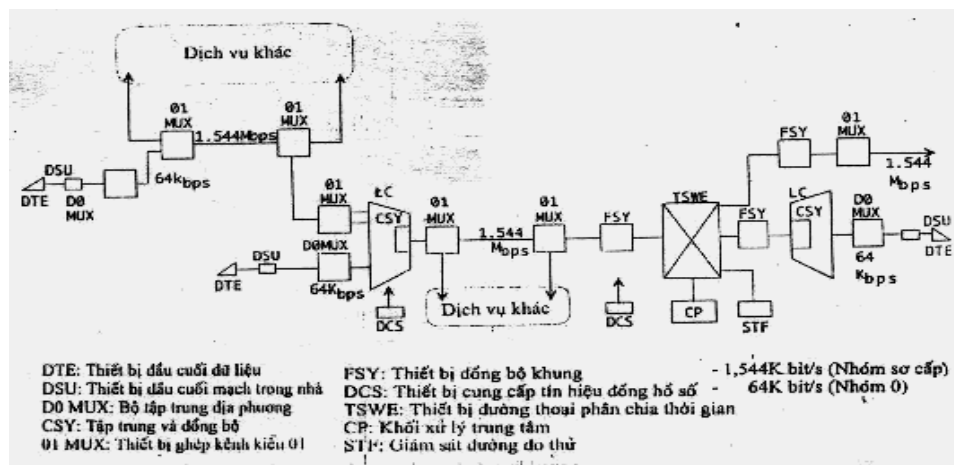 Dịch vụ khác
01
MUX
01
MUX
1.544Mbps
DSU
DTE
D0
MUX
64kbps
01
MUX
LC
CSY
01
MUX
1.544
Mbps
01
MUX
FSY
TSWE
FSY
01
MUX
1.544
Mbps
FSY
LC
CSY
D0
MUX
DSU
DTE
64
Kbps
DSU
DTE
D0MUX
64Kbps
DCS
Dịch vụ khác
DCS
CP
STF
DTE: Thiết bị đầu cuối dữ liệu
DSU: Thiết bị đầu cuối mạch trong nhà
D0 MUX: Bộ tập trung địa phương
CSY: Tập trung và đồng bộ
01 MUX: Thiết bị ghép kênh kiểu 01
FSY: Thiết bị đồng bộ khung
DCS: Thiết bị cung cấp tín hiệu đồng hồ số
TSWE: Thiết bị đường thoại phân chia thời gian
CP: Khối xử lý trung tâm
STF: Giám sát đường đo thử
- 1,544K bit/s (Nhóm sơ cấp)
- 64K bit/s (Nhóm 0)